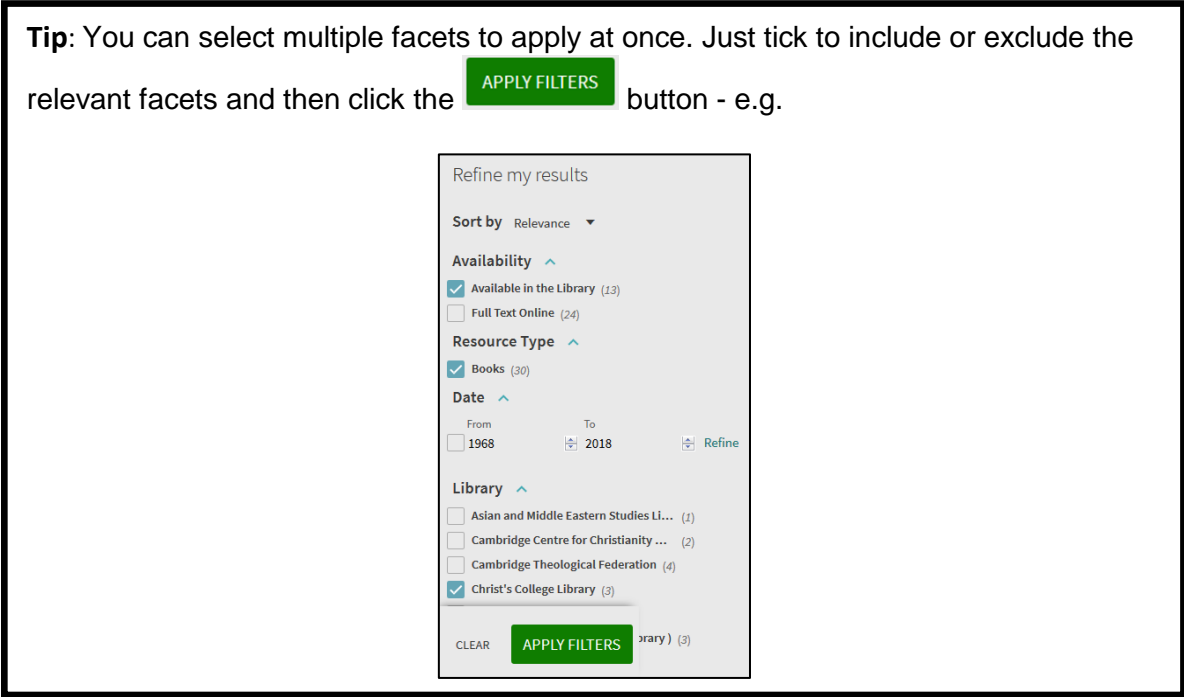 Tip: You can select multiple facets to apply at once. Just tick to include or exclude the
relevant facets and then click the APPLY FILTERS button - e.g.
Refine my results
Sort by Relevance
Availability
Available in the Library (13)
Full Text Online (24)
Resource Type
Books (30)
Date
From To
1968 2018 Refine
Library
Asian and Middle Eastern Studies Li... (1)
Cambridge Centre for Christianity ... (2)
Cambridge Theological Federation (4)
Christ's College Library (3)
brary ) (3)
CLEAR APPLY FILTERS